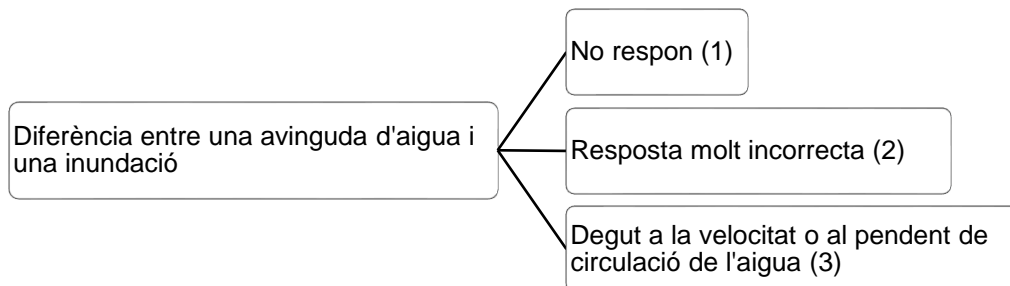 Diferència entre una avinguda d'aigua i
una inundació
No respon (1)
Resposta molt incorrecta (2)
Degut a la velocitat o al pendent de
circulació de l'aigua (3)